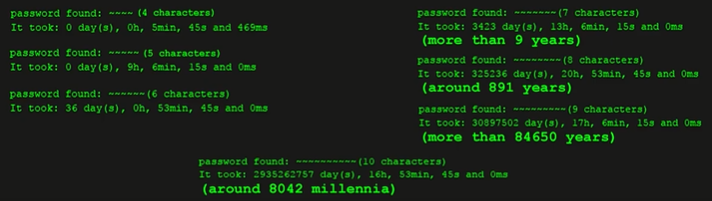 password found: ~~~~ (4 characters)
It took: 0 day(s), 0h, 5min, 45s and 469ms
password found: ~~~~~ (5 characters)
It took: 0 day(s), 9h, 6min, 15s and 0ms
password found: ~~~~~~(6 characters)
It took: 36 day(s), 0h, 53min, 45s and 0ms
password found: ~~~~~~~(7 characters)
It took: 3423 day(s), 13h, 6min, 15s and 0ms
(more than 9 years)
password found: ~~~~~~~~(8 characters)
It took: 325236 day(s), 20h, 53min, 45s and 0ms
(around 891 years)
password found: ~~~~~~~~~(9 characters)
It took: 30897502 day(s), 17h, 6min, 15s and 0ms
(more than 84650 years)
password found: ~~~~~~~~~~(10 characters)
It took: 2935262757 day(s), 16h, 53min, 45s and 0ms
(around 8042 millennia)